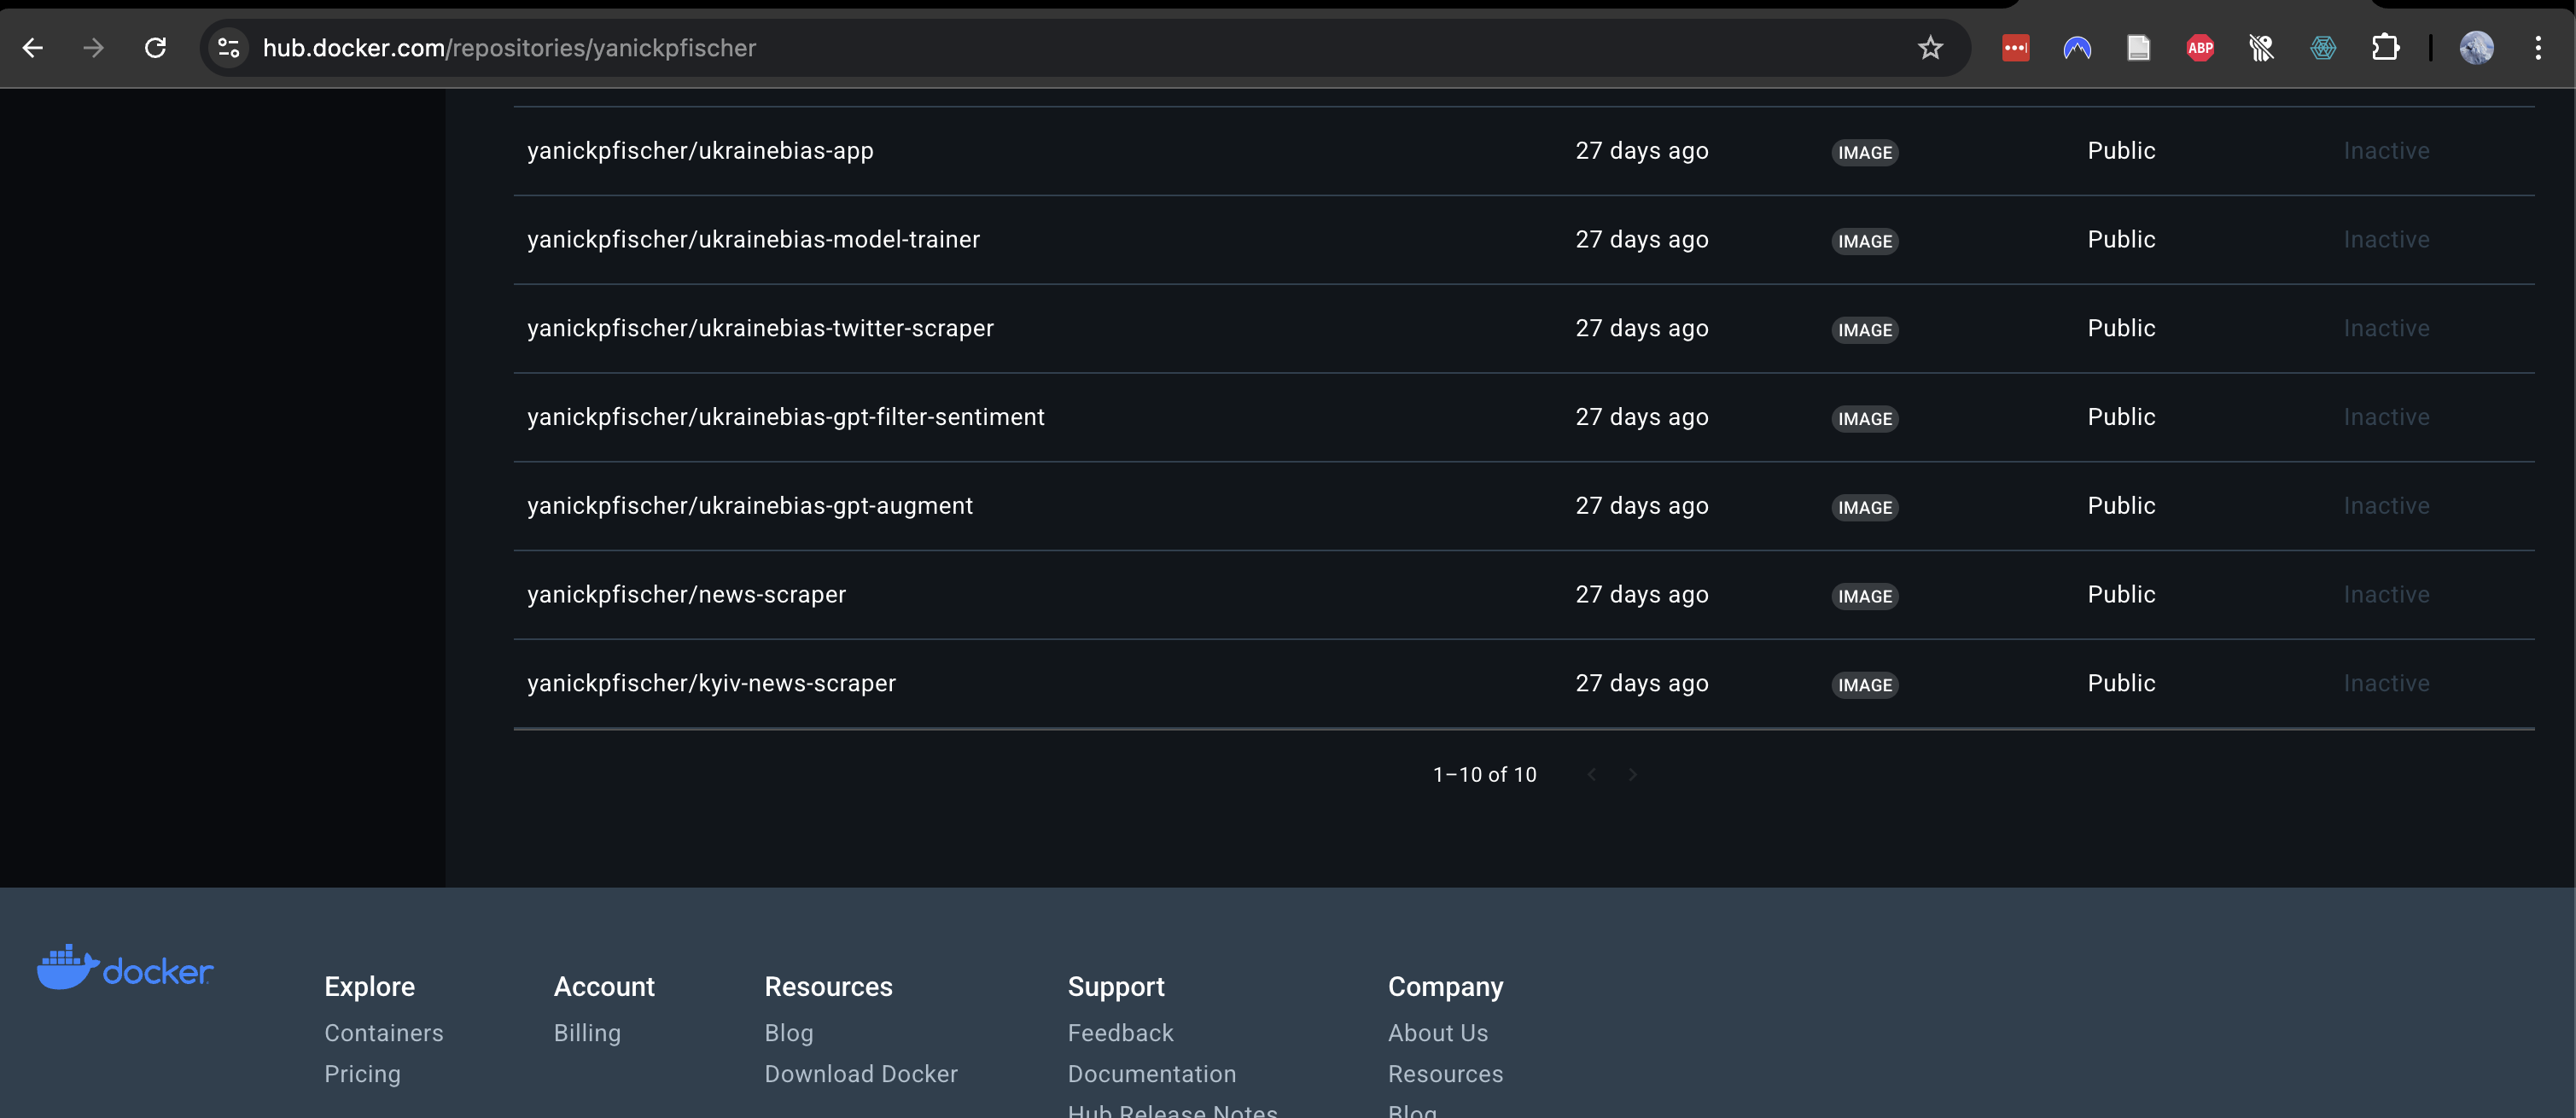 hub.docker.com/repositories/yanickpfischer
ABP
yanickpfischer/ukrainebias-app 27 days ago IMAGE Public Inactive
yanickpfischer/ukrainebias-model-trainer 27 days ago IMAGE Public Inactive
yanickpfischer/ukrainebias-twitter-scraper 27 days ago IMAGE Public Inactive
yanickpfischer/ukrainebias-gpt-filter-sentiment 27 days ago IMAGE Public Inactive
yanickpfischer/ukrainebias-gpt-augment 27 days ago IMAGE Public Inactive
yanickpfischer/news-scraper 27 days ago IMAGE Public Inactive
yanickpfischer/kyiv-news-scraper 27 days ago IMAGE Public Inactive
1–10 of 10
docker
Explore Account Resources Support Company
Containers Billing Blog Feedback About Us
Pricing Download Docker Documentation Resources
Hub Release Notes Blog